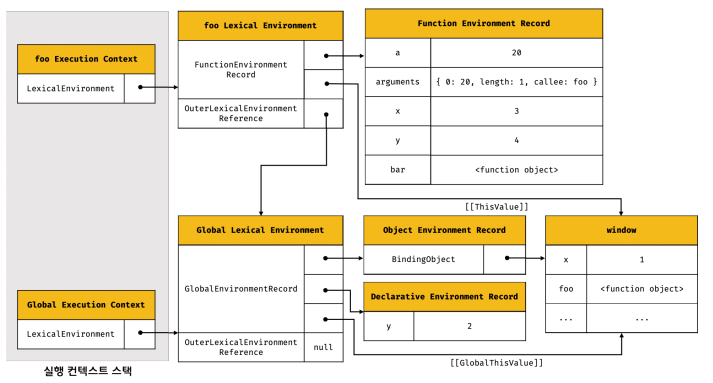 foo Execution Context
LexicalEnvironment
foo Lexical Environment
FunctionEnvironment
Record
OuterLexicalEnvironment
Reference
Function Environment Record
a 20
arguments { 0: 20, length: 1, callee: foo }
x 3
y 4
bar <function object>
[[ThisValue]]
Global Execution Context
LexicalEnvironment
Global Lexical Environment
GlobalEnvironmentRecord
OuterLexicalEnvironment
Reference
null
Object Environment Record
BindingObject
Declarative Environment Record
y 2
window
x 1
foo <function object>
... ...
[[GlobalThisValue]]
실행 컨텍스트 스택